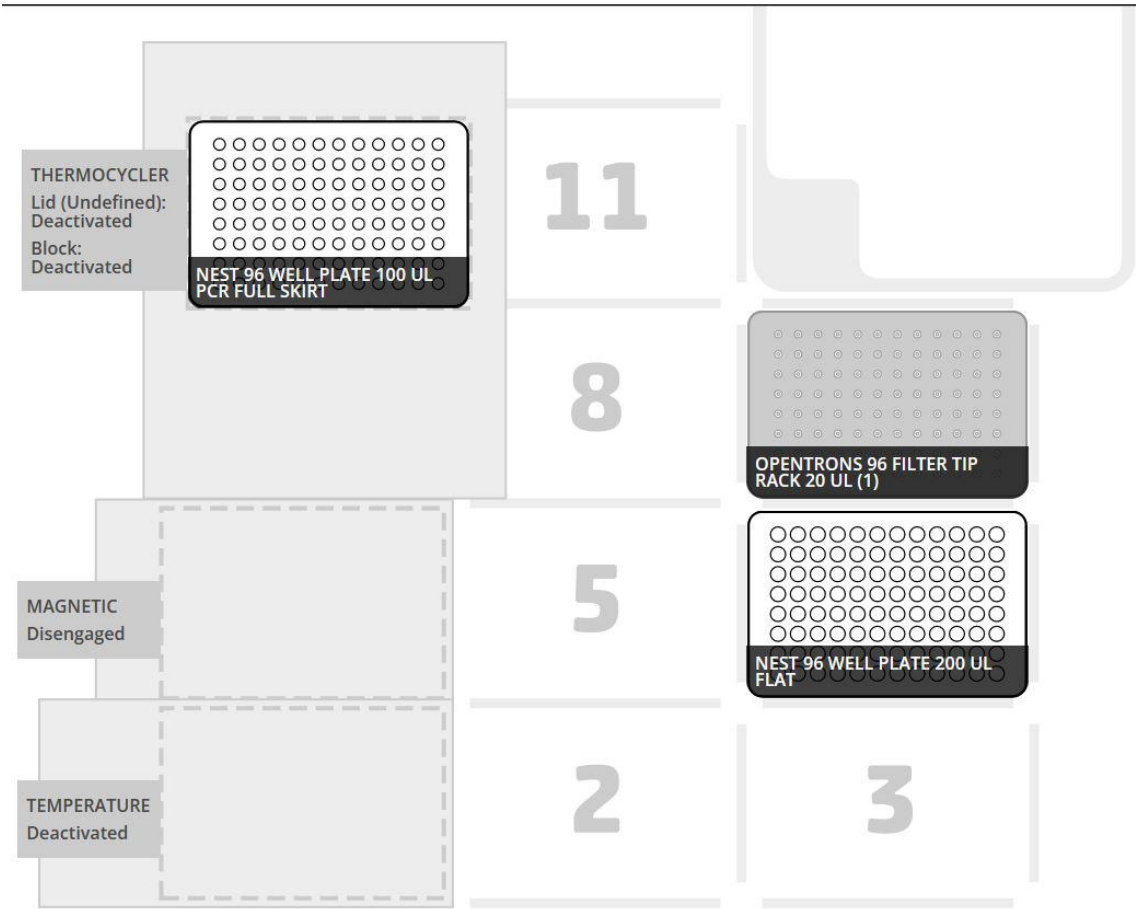 THERMOCYCLER
Lid (Undefined):
Deactivated
Block:
Deactivated
NEST 96 WELL PLATE 100 UL
PCR FULL SKIRT
11
8
OPENTRONS 96 FILTER TIP
RACK 20 UL (1)
MAGNETIC
Disengaged
5
NEST 96 WELL PLATE 200 UL
FLAT
TEMPERATURE
Deactivated
2
3